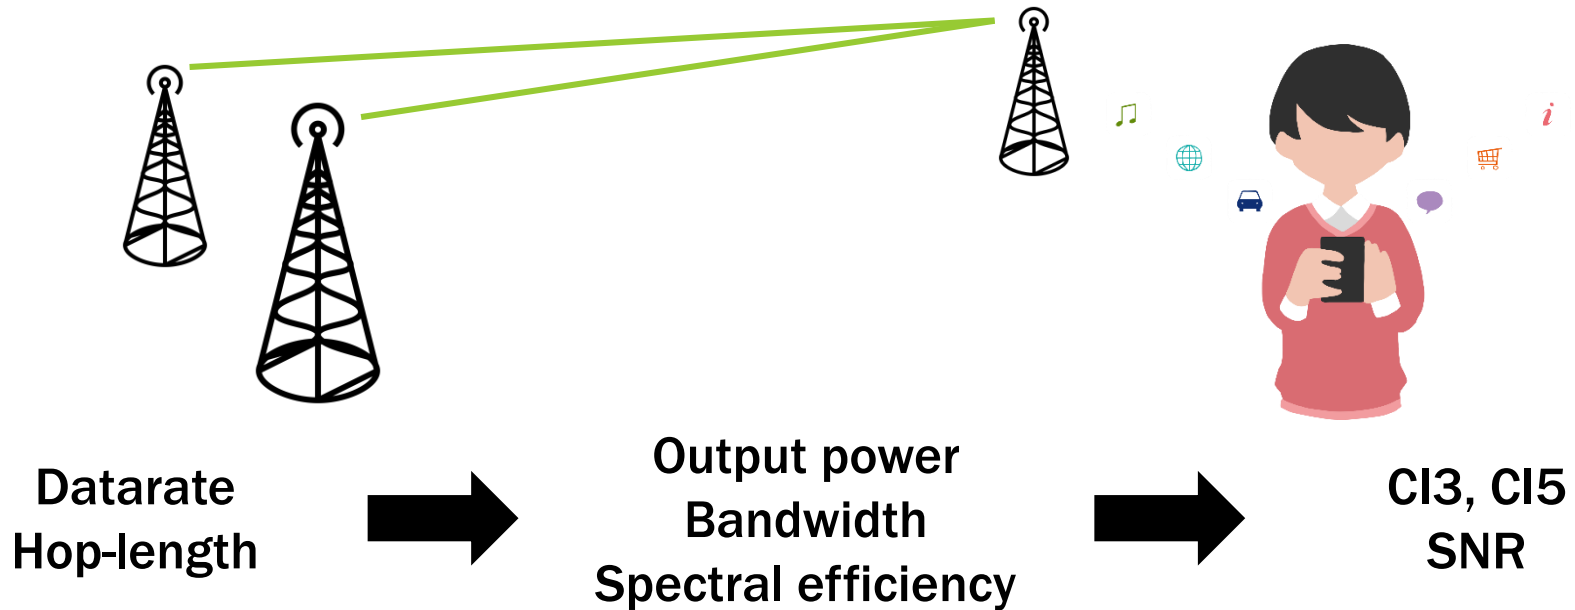 Datarate
Hop-length
Output power
Bandwidth
Spectral efficiency
CI3, CI5
SNR
i